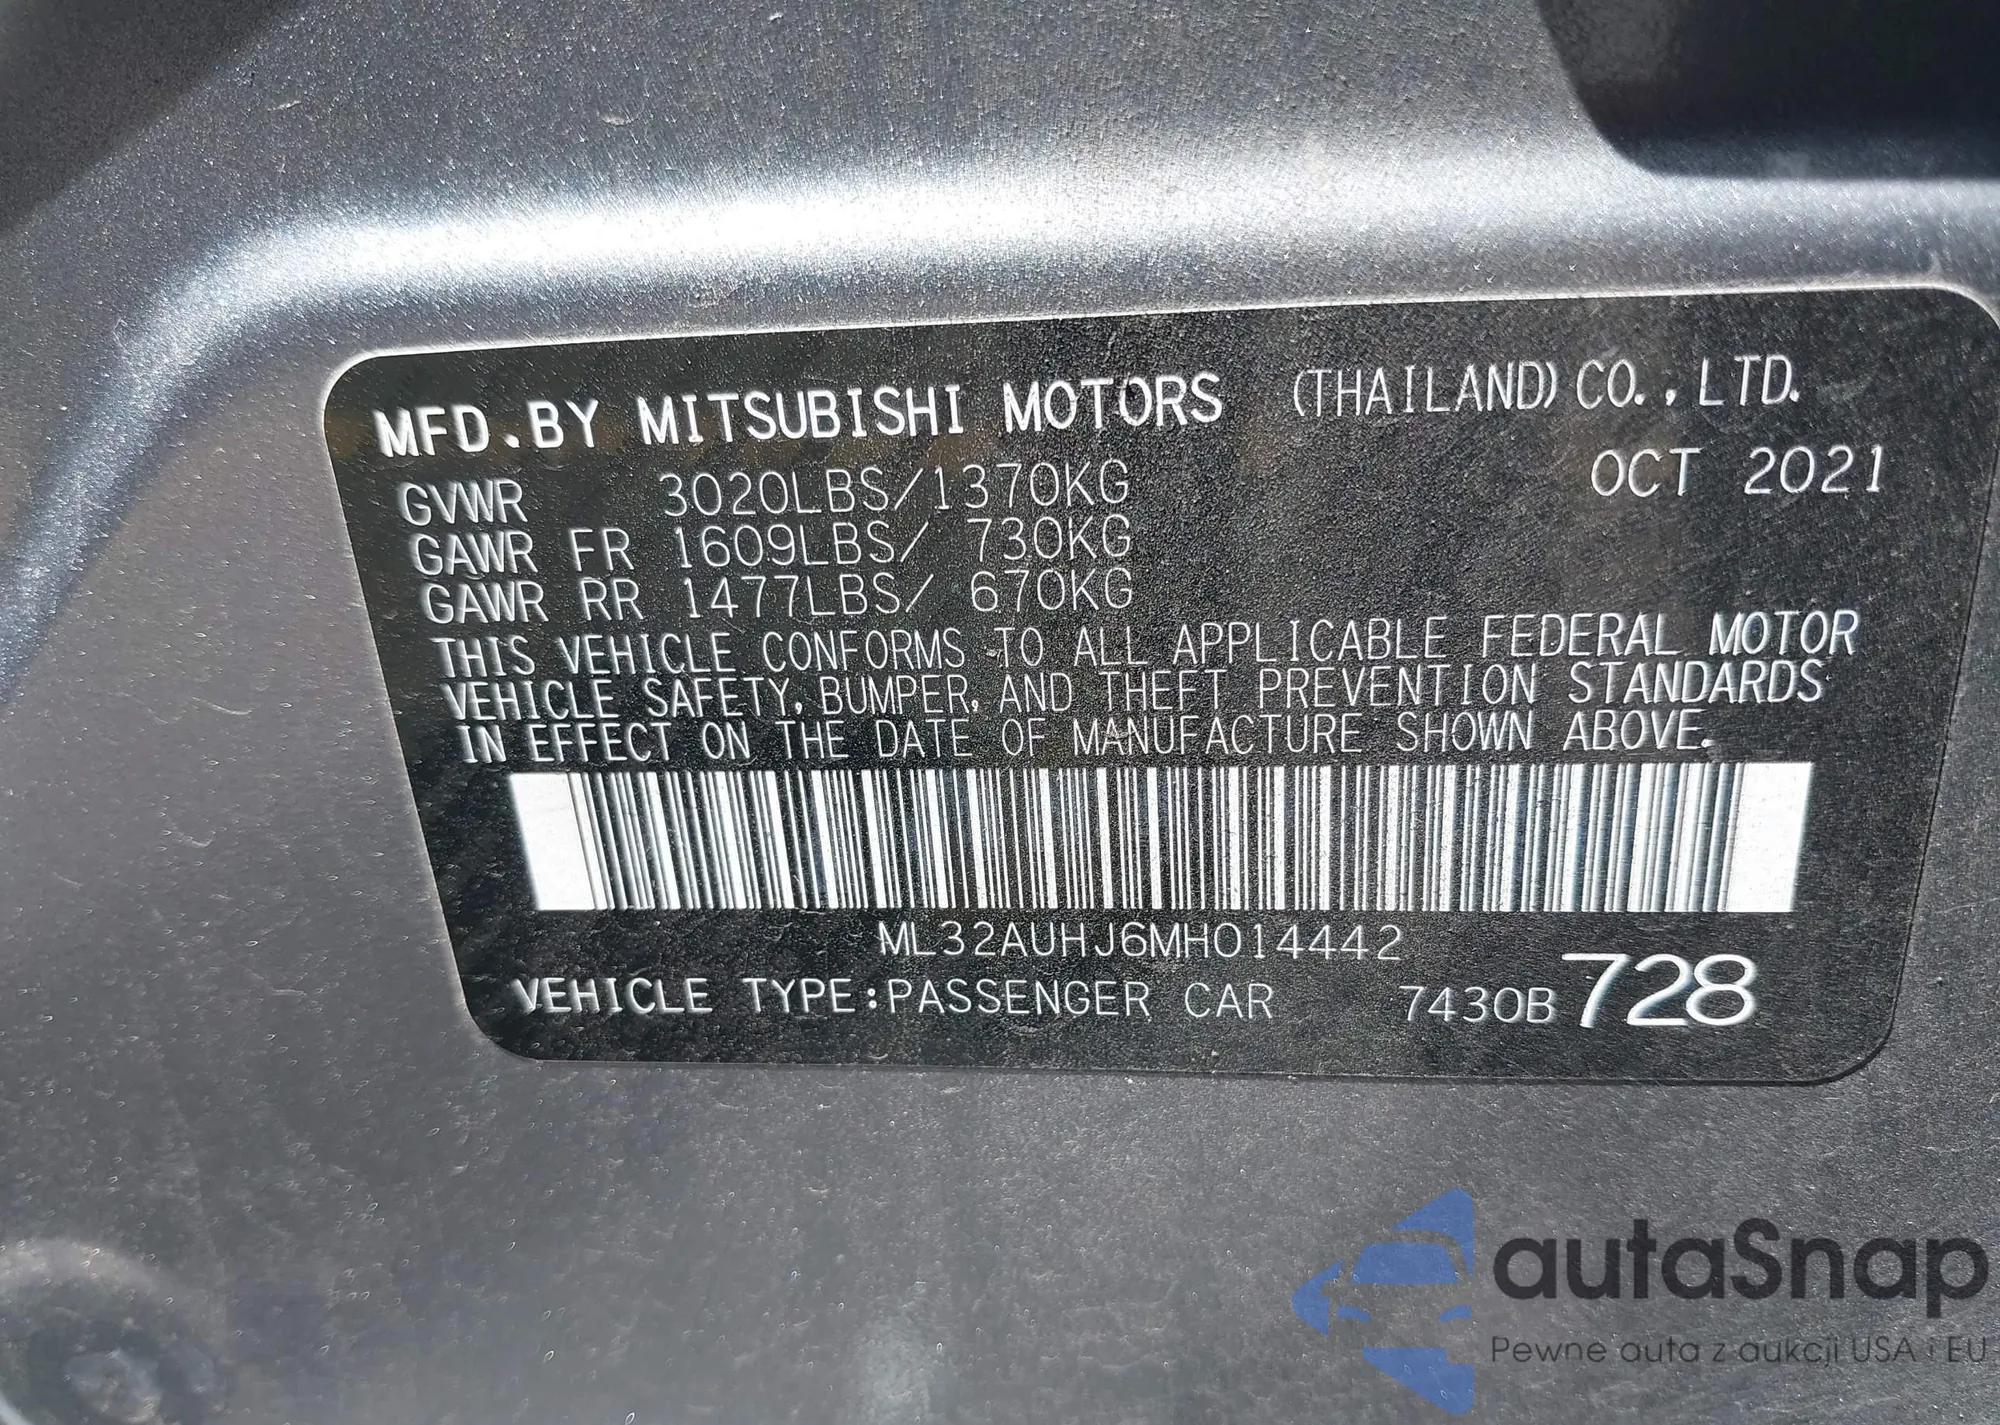 MFD.BY MITSUBISHI MOTORS (THAILAND) CO., LTD.
OCT 2021
GVWR 3020LBS/1370KG
GAWR FR 1609LBS/ 730KG
GAWR RR 1477LBS/ 670KG
THIS VEHICLE CONFORMS TO ALL APPLICABLE FEDERAL MOTOR
VEHICLE SAFETY, BUMPER, AND THEFT PREVENTION STANDARDS
IN EFFECT ON THE DATE OF MANUFACTURE SHOWN ABOVE.
ML32AUHJ6MH014442
VEHICLE TYPE:PASSENGER CAR 7430B 728
autaSnap
Pewne auta z aukcji USA i EU